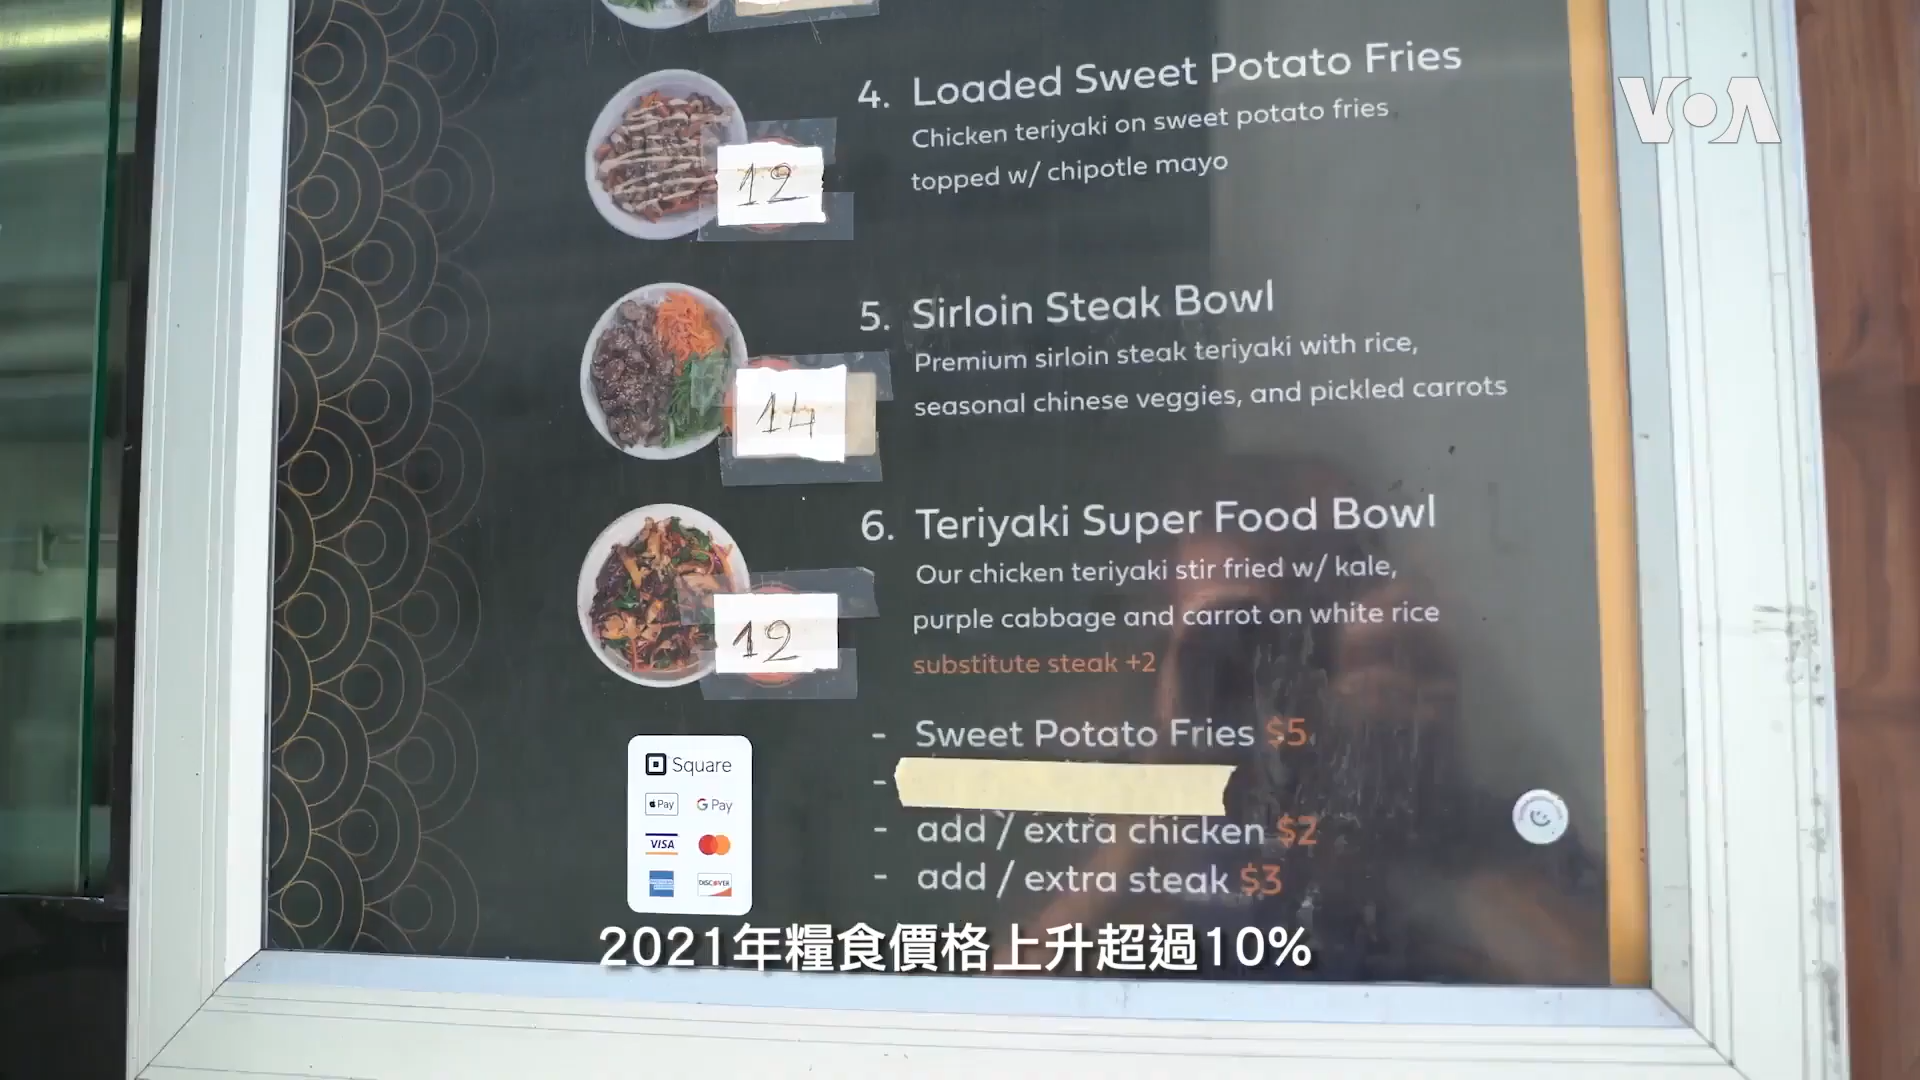 VOA
4. Loaded Sweet Potato Fries
Chicken teriyaki on sweet potato fries
topped w/ chipotle mayo
12
5. Sirloin Steak Bowl
Premium sirloin steak teriyaki with rice,
seasonal chinese veggies, and pickled carrots
14
6. Teriyaki Super Food Bowl
Our chicken teriyaki stir fried w/ kale,
purple cabbage and carrot on white rice
substitute steak +2
12
- Sweet Potato Fries $5
-
- add / extra chicken $2
- add / extra steak $3
Square
Pay
G Pay
VISA
DISCOVER
2021年糧食價格上升超過10%